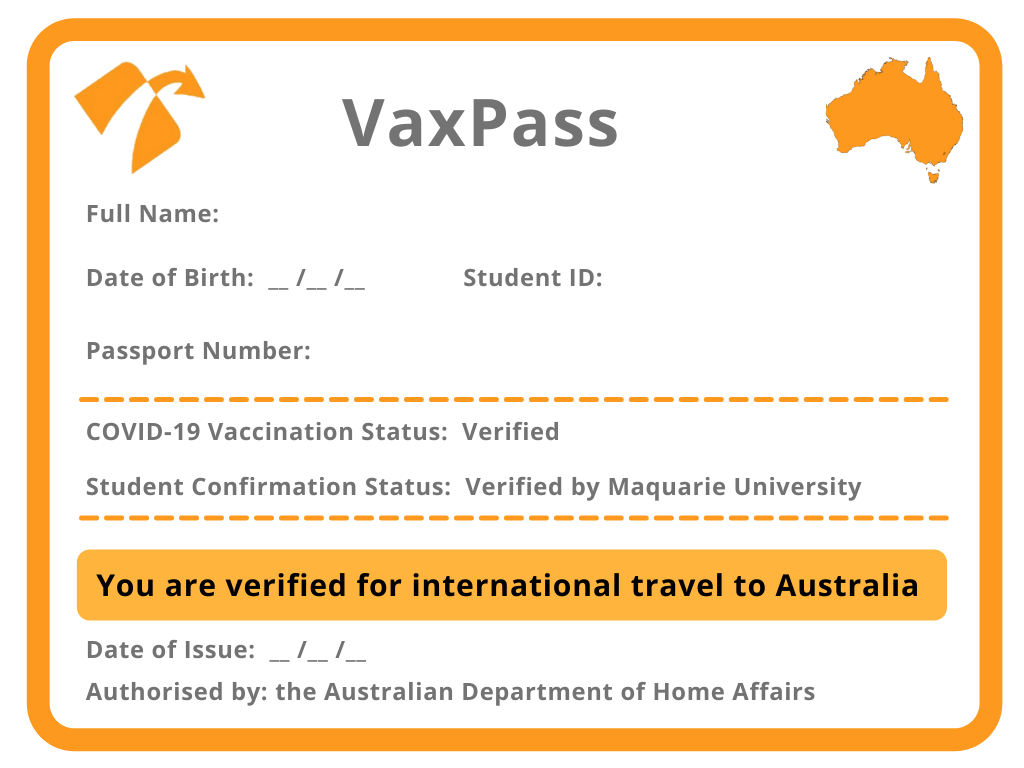 VaxPass
Full Name:
Date of Birth: __ /__ /__ Student ID:
Passport Number:
COVID-19 Vaccination Status: Verified
Student Confirmation Status: Verified by Maquarie University
You are verified for international travel to Australia
Date of Issue: __ /__ /__
Authorised by: the Australian Department of Home Affairs